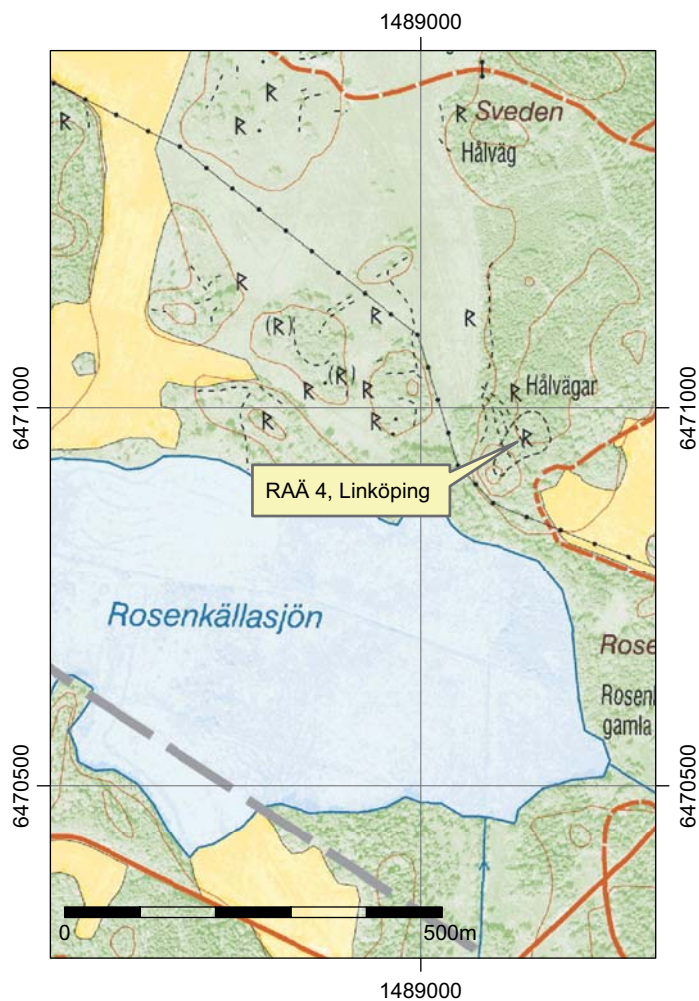 1489000
R
R
R
R
Sveden
Hålväg
R
(R)
R
R
(R)
R
R
R
Hålvägar
6471000
6471000
R
R
R
RAÄ 4, Linköping
Rosenkällasjön
Rose
Rosen
gamla
6470500
6470500
0
500m
1489000